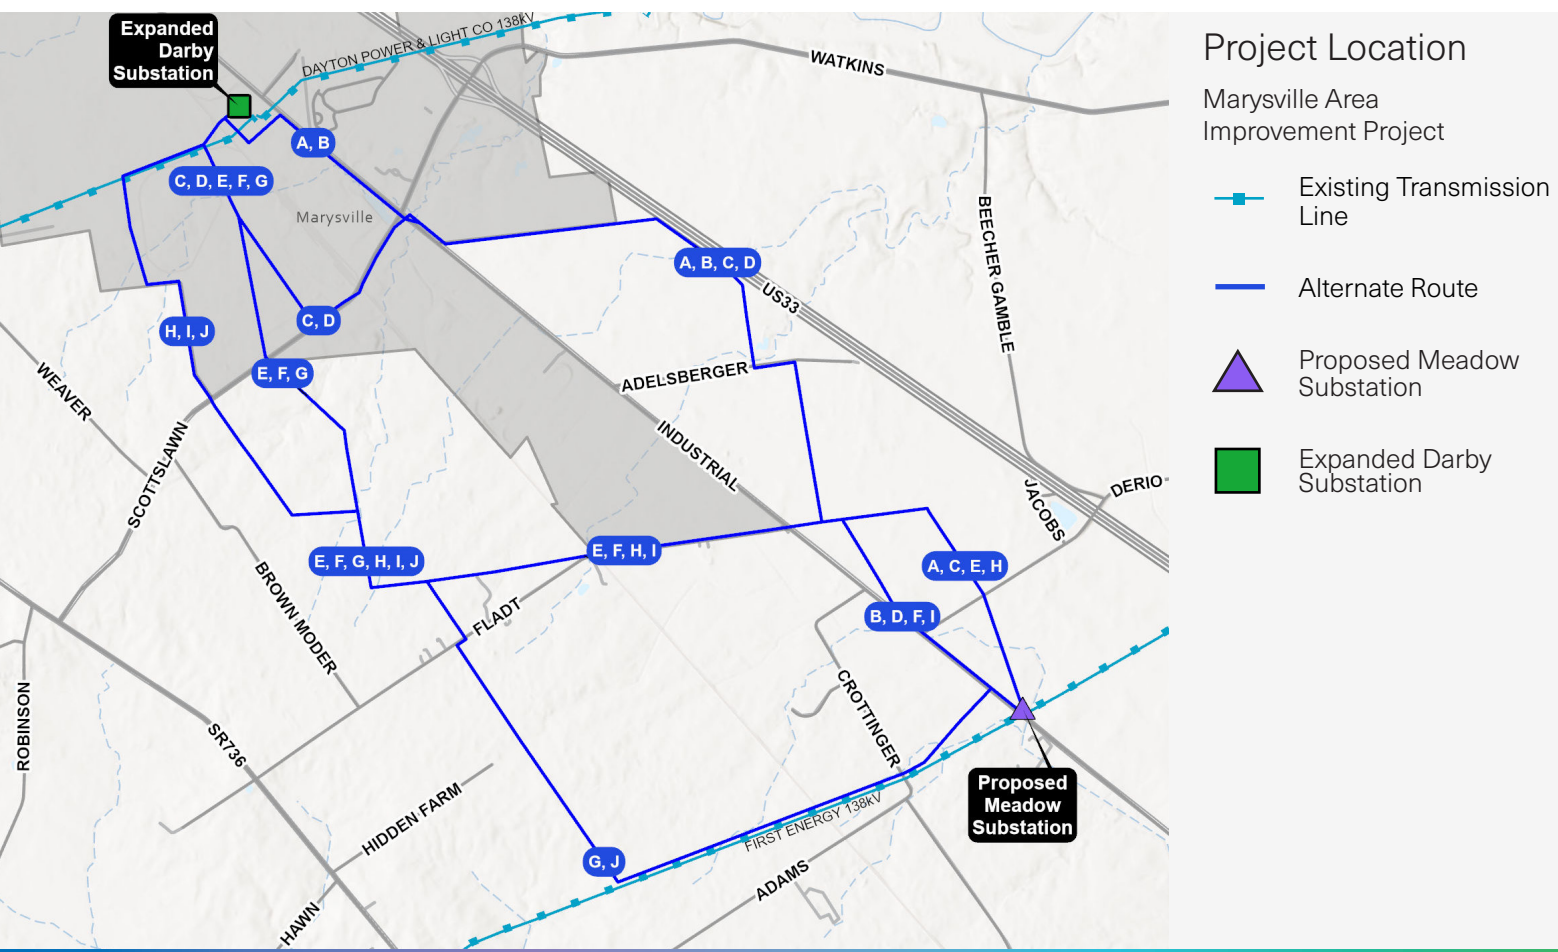 Expanded
Darby
Substation
DAYTON POWER & LIGHT CO 138kV
WATKINS
A, B
C, D, E, F, G
Marysville
BEECHER GAMBLE
A, B, C, D
US33
C, D
H, I, J
E, F, G
ADELSBERGER
WEAVER
SCOTTSLAWN
INDUSTRIAL
DERIO
JACOBS
E, F, H, I
E, F, G, H, I, J
A, C, E, H
BROWN MODER
FLADT
B, D, F, I
ROBINSON
SR736
CROTTINGER
Proposed
Meadow
Substation
HIDDEN FARM
FIRST ENERGY 138kV
G, J
ADAMS
HAWN
Project Location
Marysville Area
Improvement Project
Existing Transmission
Line
Alternate Route
Proposed Meadow
Substation
Expanded Darby
Substation